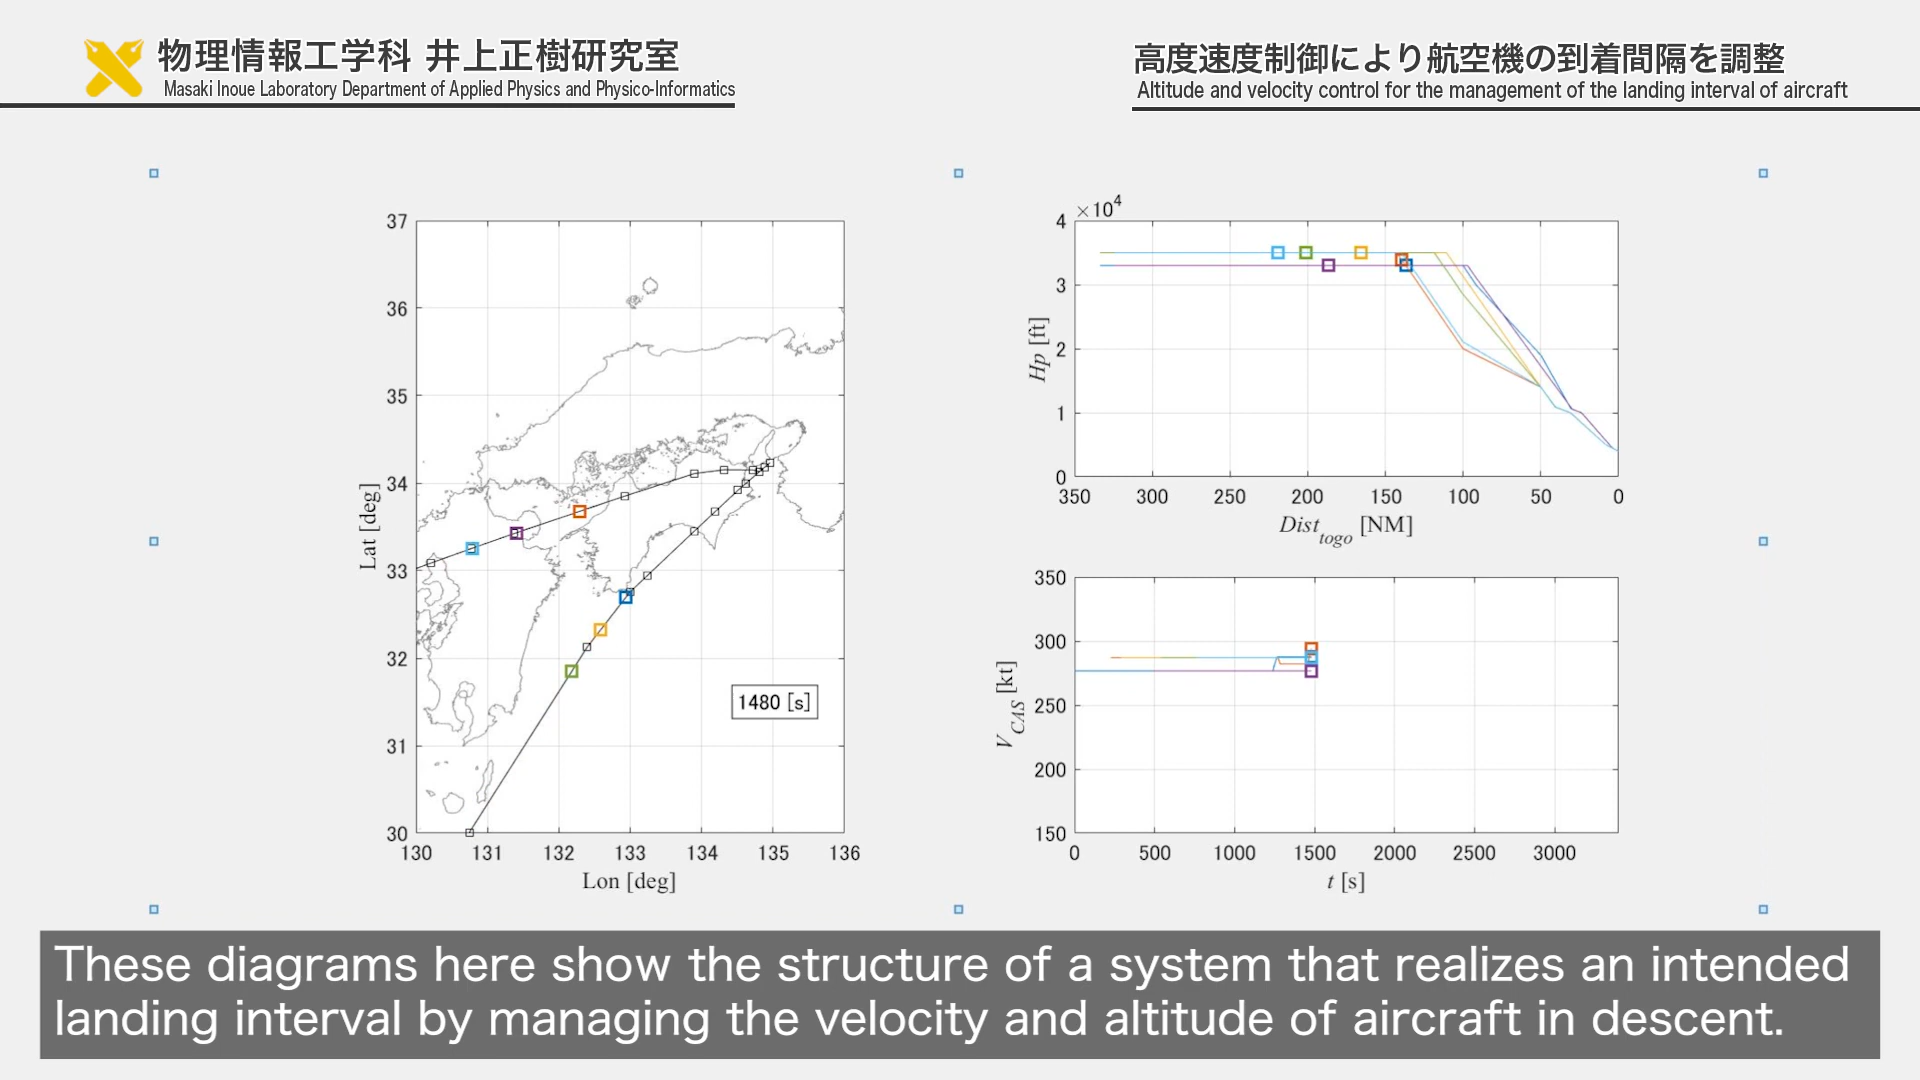 物理情報工学科 井上正樹研究室
Masaki Inoue Laboratory Department of Applied Physics and Physico-Informatics
高度速度制御により航空機の到着間隔を調整
Altitude and velocity control for the management of the landing interval of aircraft
37
36
35
34
33
32
31
30
Lat [deg]
1480 [s]
130 131 132 133 134 135 136
Lon [deg]
×10⁴
4
3
2
1
0
Hp [ft]
350 300 250 200 150 100 50 0
Dist togo [NM]
350
300
250
200
150
V CAS [kt]
0 500 1000 1500 2000 2500 3000
t [s]
These diagrams here show the structure of a system that realizes an intended
landing interval by managing the velocity and altitude of aircraft in descent.